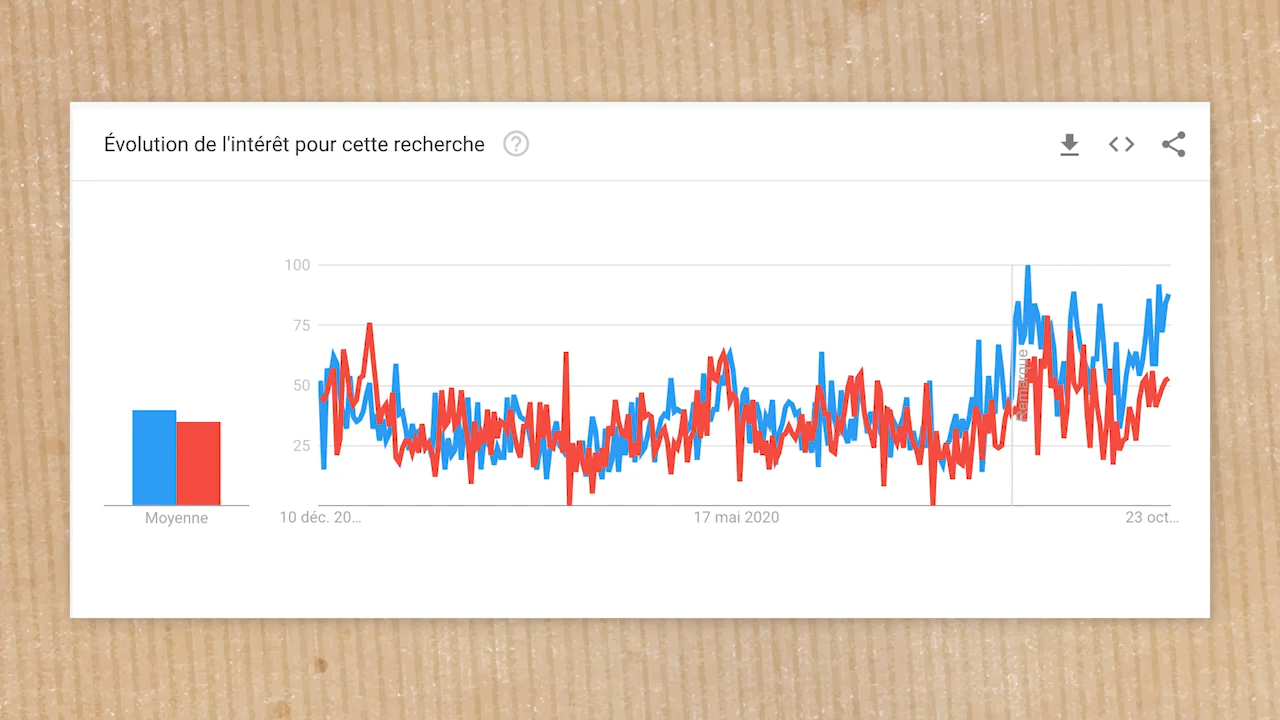 Évolution de l'intérêt pour cette recherche
?
100
75
50
25
Remarque
Moyenne
10 déc. 20…
17 mai 2020
23 oct…